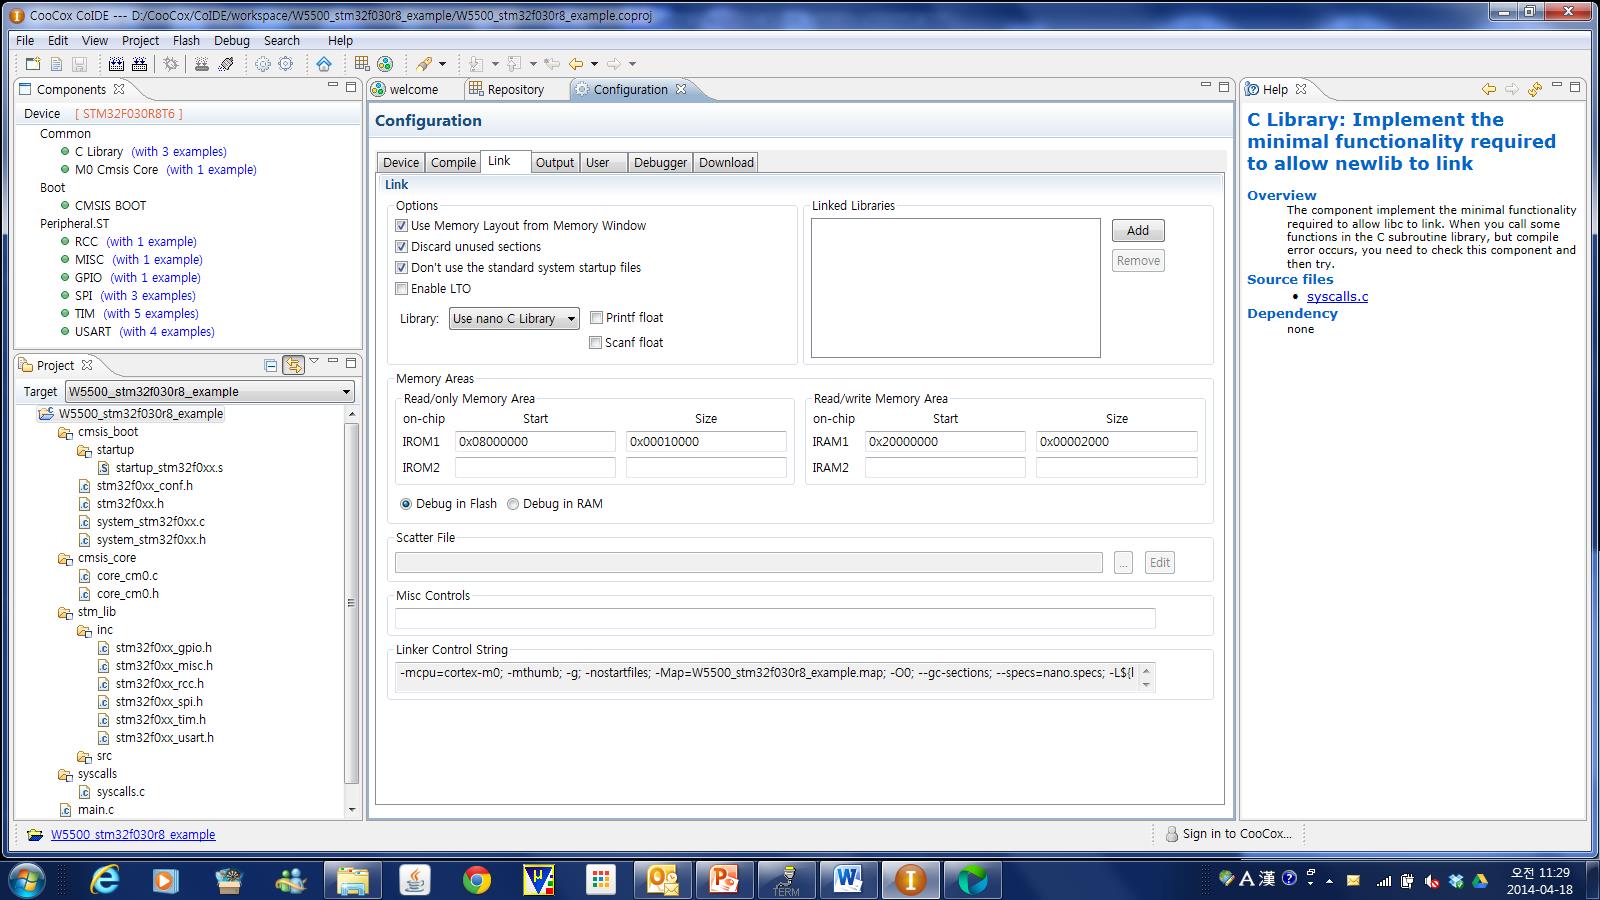 CooCox CoIDE --- D:/CooCox/CoIDE/workspace/W5500_stm32f030r8_example/W5500_stm32f030r8_example.coproj
File Edit View Project Flash Debug Search Help
Components
Device [ STM32F030R8T6 ]
Common
C Library (with 3 examples)
M0 Cmsis Core (with 1 example)
Boot
CMSIS BOOT
Peripheral.ST
RCC (with 1 example)
MISC (with 1 example)
GPIO (with 1 example)
SPI (with 3 examples)
TIM (with 5 examples)
USART (with 4 examples)
Project
Target W5500_stm32f030r8_example
W5500_stm32f030r8_example
cmsis_boot
startup
startup_stm32f0xx.s
stm32f0xx_conf.h
stm32f0xx.h
system_stm32f0xx.c
system_stm32f0xx.h
cmsis_core
core_cm0.c
core_cm0.h
stm_lib
inc
stm32f0xx_gpio.h
stm32f0xx_misc.h
stm32f0xx_rcc.h
stm32f0xx_spi.h
stm32f0xx_tim.h
stm32f0xx_usart.h
src
syscalls
syscalls.c
main.c
W5500_stm32f030r8_example
welcome Repository Configuration
Configuration
Device Compile Link Output User Debugger Download
Link
Options
Use Memory Layout from Memory Window
Discard unused sections
Don't use the standard system startup files
Enable LTO
Library: Use nano C Library Printf float
Scanf float
Linked Libraries
Add
Remove
Memory Areas
Read/only Memory Area
on-chip Start Size
IROM1 0x08000000 0x00010000
IROM2
Read/write Memory Area
on-chip Start Size
IRAM1 0x20000000 0x00002000
IRAM2
Debug in Flash Debug in RAM
Scatter File
... Edit
Misc Controls
Linker Control String
-mcpu=cortex-m0; -mthumb; -g; -nostartfiles; -Map=W5500_stm32f030r8_example.map; -O0; --gc-sections; --specs=nano.specs; -L${l
Help
C Library: Implement the
minimal functionality required
to allow newlib to link
Overview
The component implement the minimal functionality
required to allow libc to link. When you call some
functions in the C subroutine library, but compile
error occurs, you need to check this component and
then try.
Source files
syscalls.c
Dependency
none
Sign in to CooCox...
TERM
A 漢
오전 11:29
2014-04-18